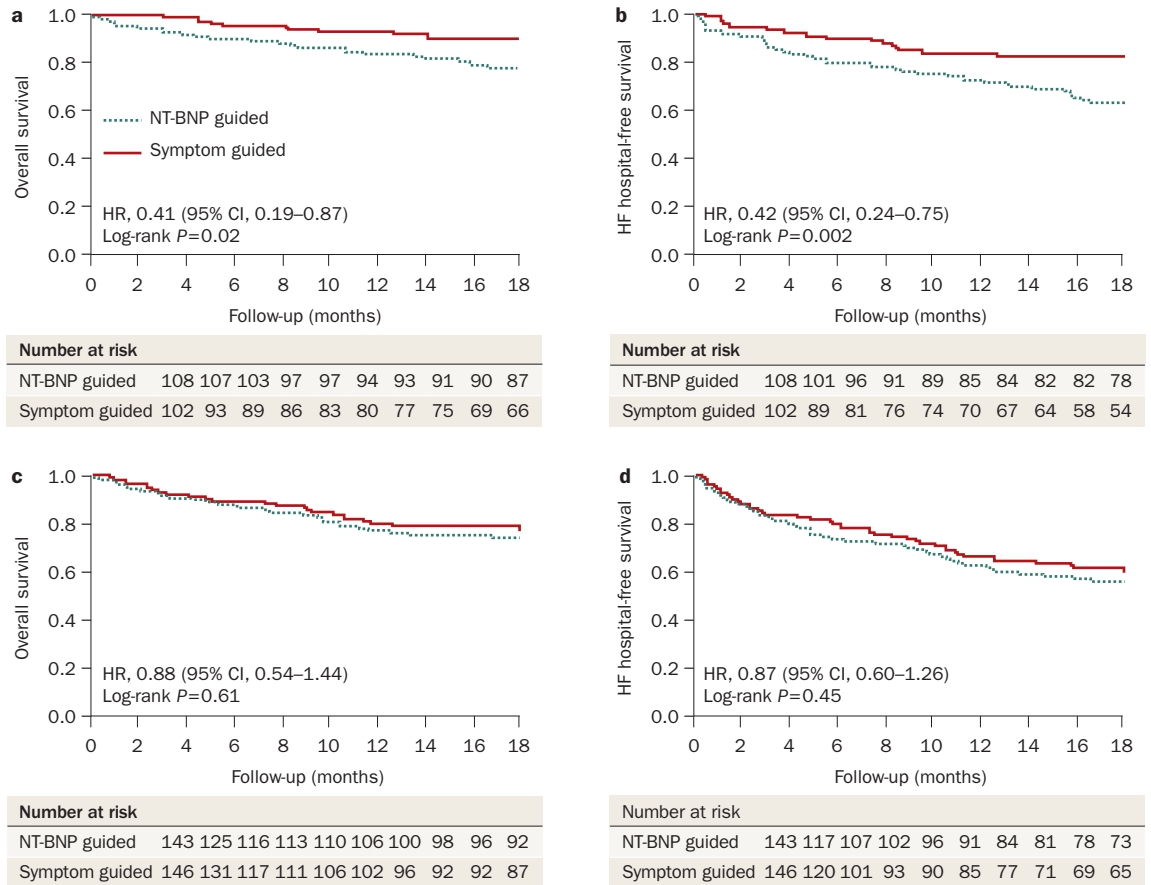 a
Overall survival
1.0
0.8
0.6
0.4
0.2
0.0
NT-BNP guided
Symptom guided
HR, 0.41 (95% CI, 0.19–0.87)
Log-rank P=0.02
0 2 4 6 8 10 12 14 16 18
Follow-up (months)
Number at risk
NT-BNP guided 108 107 103 97 97 94 93 91 90 87
Symptom guided 102 93 89 86 83 80 77 75 69 66
b
HF hospital-free survival
1.0
0.8
0.6
0.4
0.2
0.0
HR, 0.42 (95% CI, 0.24–0.75)
Log-rank P=0.002
0 2 4 6 8 10 12 14 16 18
Follow-up (months)
Number at risk
NT-BNP guided 108 101 96 91 89 85 84 82 82 78
Symptom guided 102 89 81 76 74 70 67 64 58 54
c
Overall survival
1.0
0.8
0.6
0.4
0.2
0.0
HR, 0.88 (95% CI, 0.54–1.44)
Log-rank P=0.61
0 2 4 6 8 10 12 14 16 18
Follow-up (months)
Number at risk
NT-BNP guided 143 125 116 113 110 106 100 98 96 92
Symptom guided 146 131 117 111 106 102 96 92 92 87
d
HF hospital-free survival
1.0
0.8
0.6
0.4
0.2
0.0
HR, 0.87 (95% CI, 0.60–1.26)
Log-rank P=0.45
0 2 4 6 8 10 12 14 16 18
Follow-up (months)
Number at risk
NT-BNP guided 143 117 107 102 96 91 84 81 78 73
Symptom guided 146 120 101 93 90 85 77 71 69 65